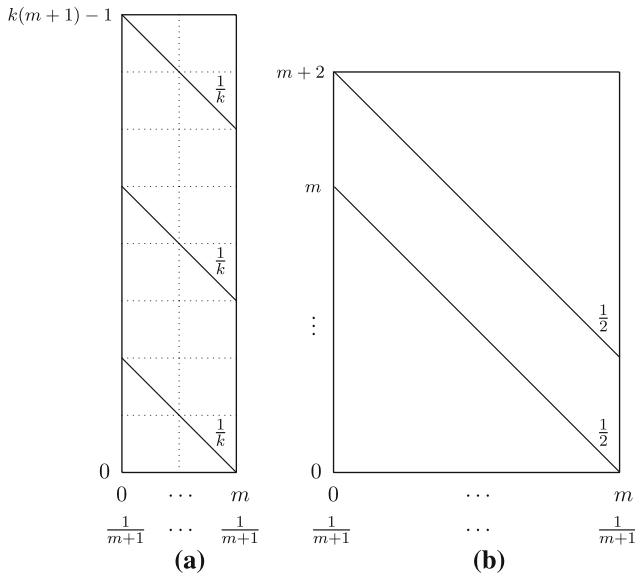 k(m+1)−1
1/k
1/k
1/k
0
0 ··· m
1/(m+1) ··· 1/(m+1)
(a)
m+2
m
⋮
1/2
1/2
0
0 ··· m
1/(m+1) ··· 1/(m+1)
(b)